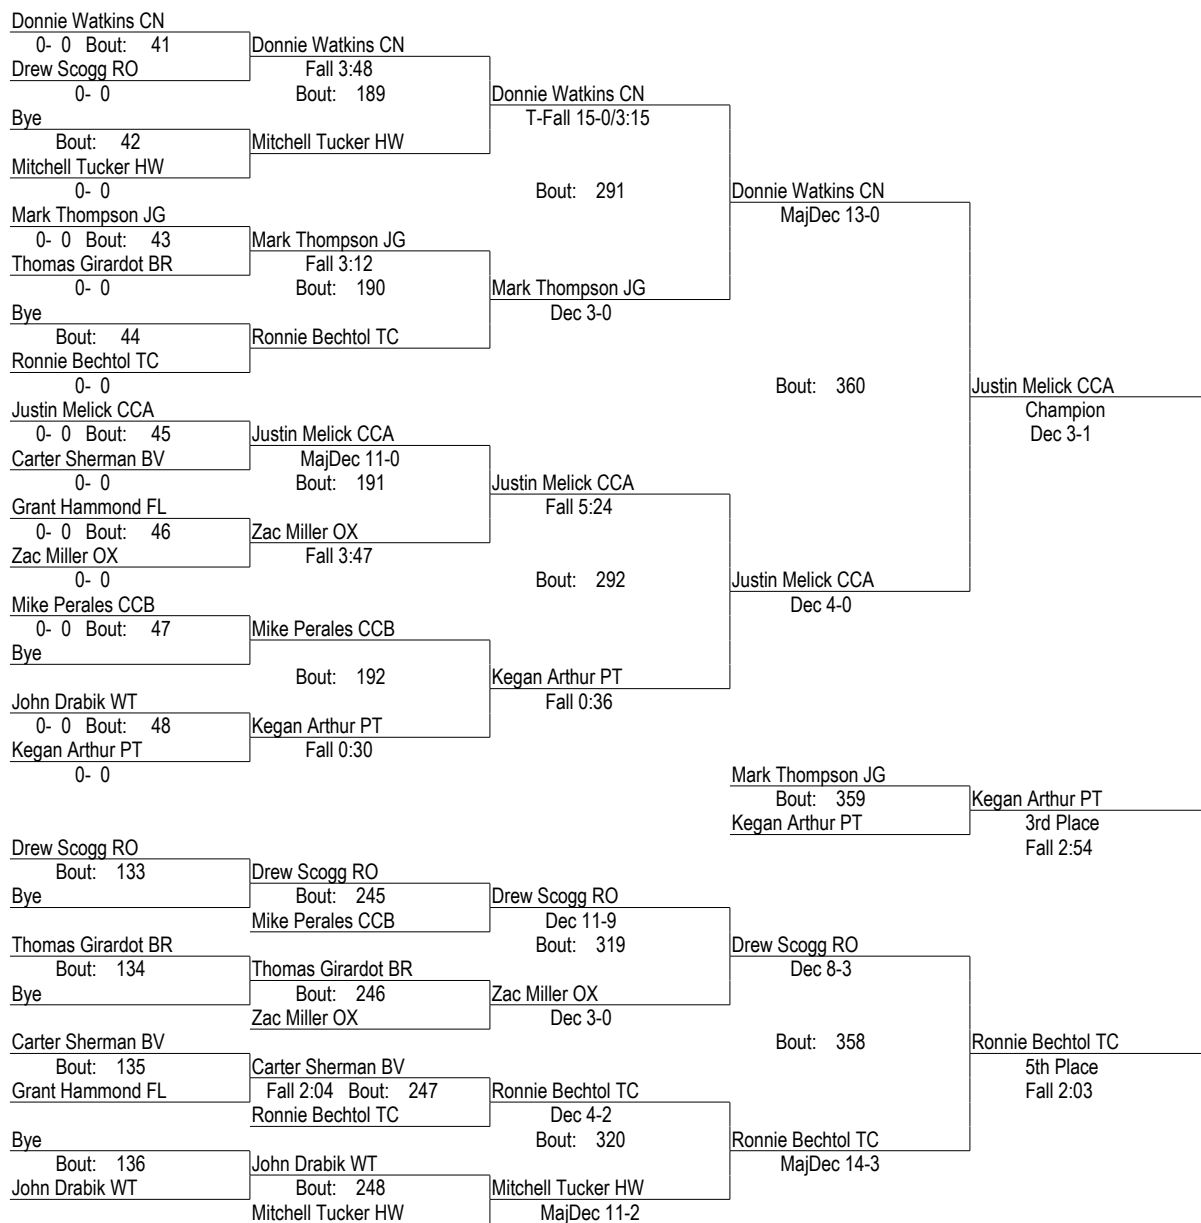 Donnie Watkins CN
0- 0 Bout: 41 Donnie Watkins CN
Drew Scogg RO Fall 3:48
0- 0 Bout: 189 Donnie Watkins CN
Bye T-Fall 15-0/3:15
Bout: 42 Mitchell Tucker HW
Mitchell Tucker HW
0- 0 Bout: 291 Donnie Watkins CN
Mark Thompson JG MajDec 13-0
0- 0 Bout: 43 Mark Thompson JG
Thomas Girardot BR Fall 3:12
0- 0 Bout: 190 Mark Thompson JG
Bye Dec 3-0
Bout: 44 Ronnie Bechtol TC
Ronnie Bechtol TC
0- 0 Bout: 360 Justin Melick CCA
Justin Melick CCA Champion
0- 0 Bout: 45 Justin Melick CCA Dec 3-1
Carter Sherman BV MajDec 11-0
0- 0 Bout: 191 Justin Melick CCA
Grant Hammond FL Fall 5:24
0- 0 Bout: 46 Zac Miller OX
Zac Miller OX Fall 3:47
0- 0 Bout: 292 Justin Melick CCA
Mike Perales CCB Dec 4-0
0- 0 Bout: 47 Mike Perales CCB
Bye
Bout: 192 Kegan Arthur PT
John Drabik WT Fall 0:36
0- 0 Bout: 48 Kegan Arthur PT
Kegan Arthur PT Fall 0:30
0- 0 Mark Thompson JG
Bout: 359 Kegan Arthur PT
Kegan Arthur PT 3rd Place
Drew Scogg RO Fall 2:54
Bout: 133 Drew Scogg RO
Bye Bout: 245 Drew Scogg RO
Mike Perales CCB Dec 11-9
Thomas Girardot BR Bout: 319 Drew Scogg RO
Bout: 134 Thomas Girardot BR Dec 8-3
Bye Bout: 246 Zac Miller OX
Zac Miller OX Dec 3-0
Carter Sherman BV Bout: 358 Ronnie Bechtol TC
Bout: 135 Carter Sherman BV 5th Place
Grant Hammond FL Fall 2:04 Bout: 247 Ronnie Bechtol TC Fall 2:03
Ronnie Bechtol TC Dec 4-2
Bye Bout: 320 Ronnie Bechtol TC
Bout: 136 John Drabik WT MajDec 14-3
John Drabik WT Bout: 248 Mitchell Tucker HW
Mitchell Tucker HW MajDec 11-2